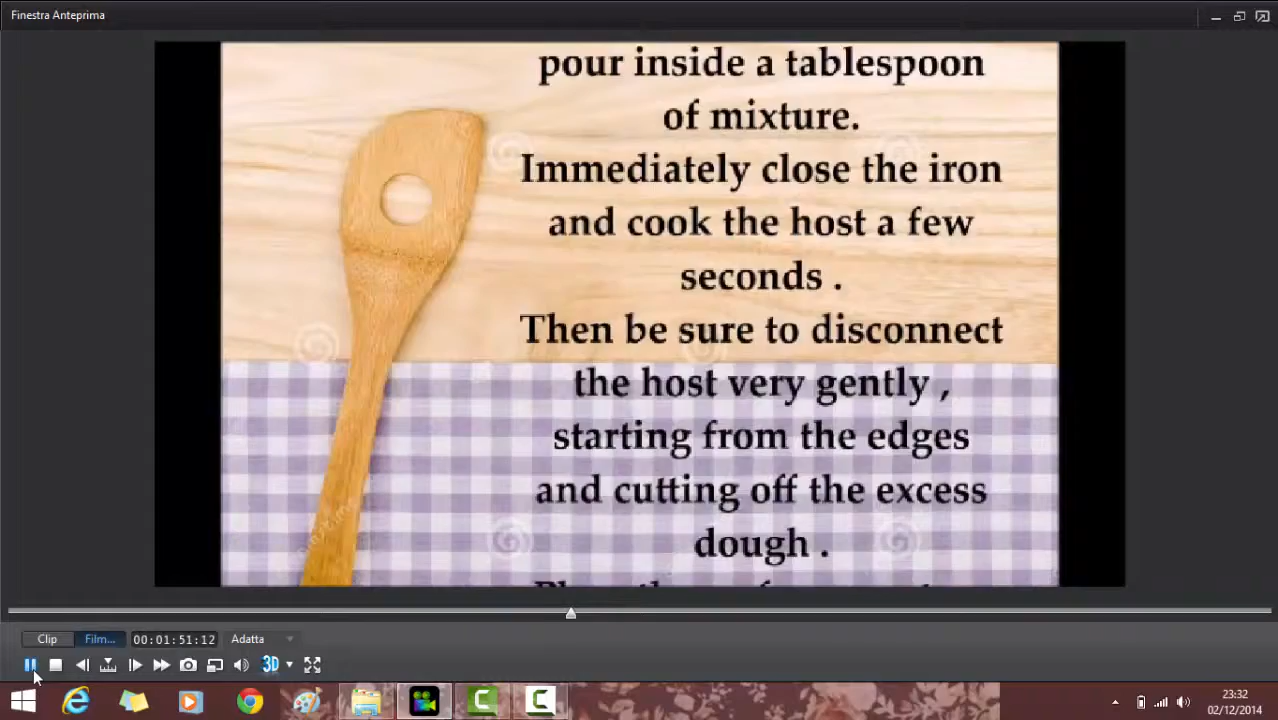 Finestra Anteprima
pour inside a tablespoon
of mixture.
Immediately close the iron
and cook the host a few
seconds .
Then be sure to disconnect
the host very gently ,
starting from the edges
and cutting off the excess
dough .
Clip
Film...
00:01:51:12
Adatta
3D
23:32
02/12/2014